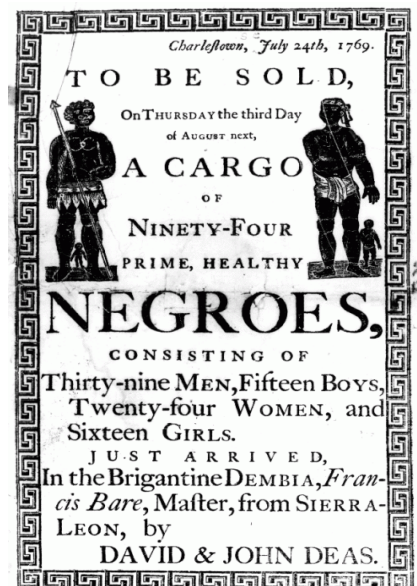 Charleſtown, July 24th, 1769.
TO BE SOLD,
On THURSDAY the third Day
of AUGUST next,
A CARGO
OF
NINETY-FOUR
PRIME, HEALTHY
NEGROES,
CONSISTING OF
Thirty-nine MEN, Fifteen BOYS,
Twenty-four WOMEN, and
Sixteen GIRLS.
JUST ARRIVED,
In the Brigantine DEMBIA, Fran-
cis Bare, Maſter, from SIERRA-
LEON, by
DAVID & JOHN DEAS.